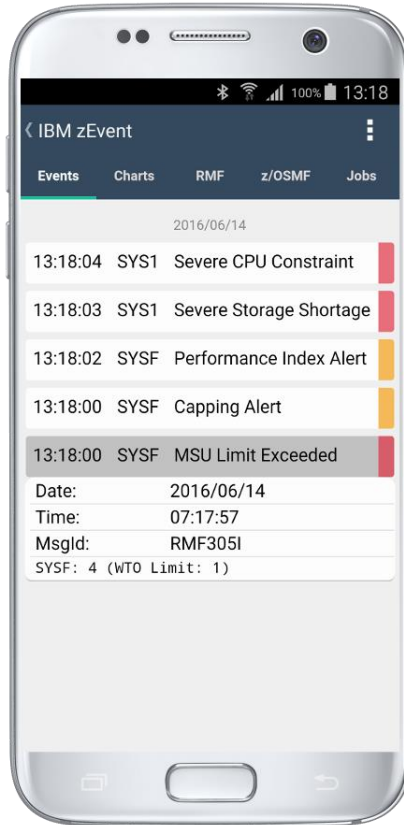 100% 13:18
IBM zEvent
Events Charts RMF z/OSMF Jobs
2016/06/14
13:18:04 SYS1 Severe CPU Constraint
13:18:03 SYS1 Severe Storage Shortage
13:18:02 SYSF Performance Index Alert
13:18:00 SYSF Capping Alert
13:18:00 SYSF MSU Limit Exceeded
Date: 2016/06/14
Time: 07:17:57
MsgId: RMF305I
SYSF: 4 (WTO Limit: 1)